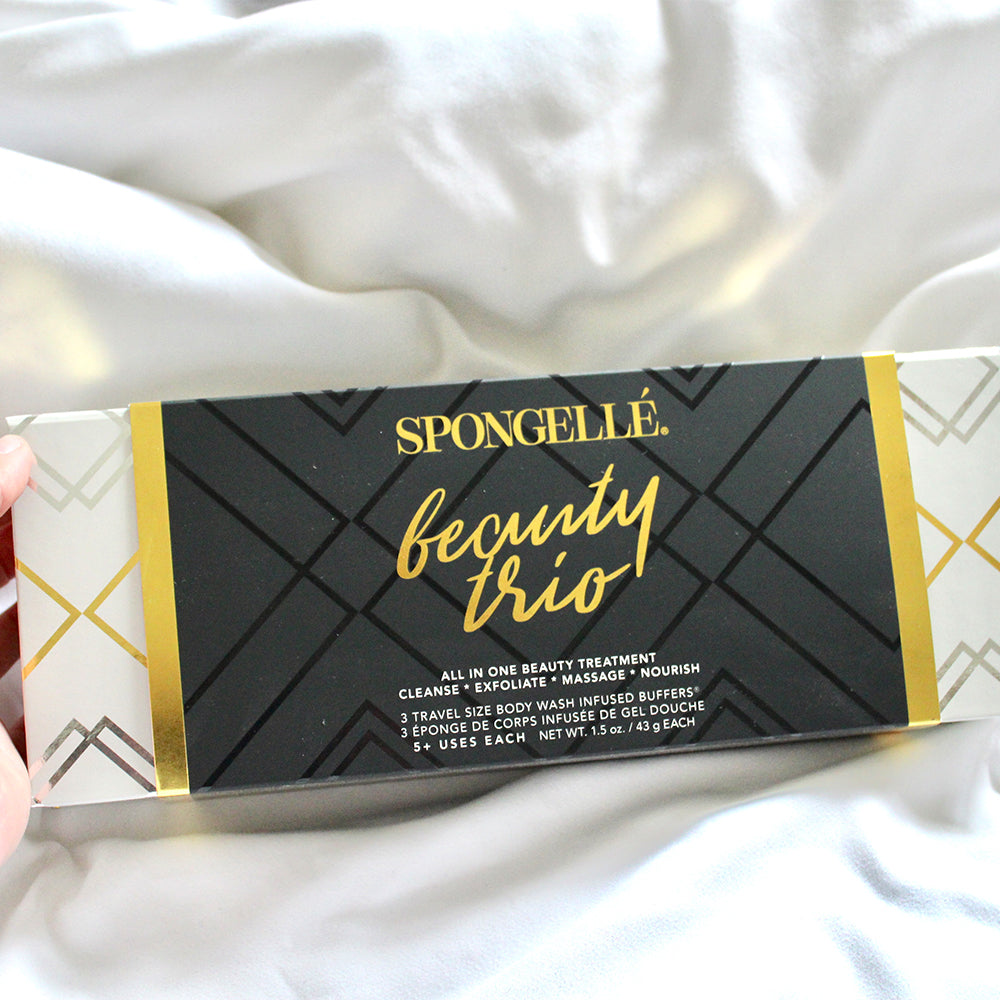 SPONGELLÉ®
beauty
trio
ALL IN ONE BEAUTY TREATMENT
CLEANSE * EXFOLIATE * MASSAGE * NOURISH
3 TRAVEL SIZE BODY WASH INFUSED BUFFERS®
3 ÉPONGE DE CORPS INFUSÉE DE GEL DOUCHE
5+ USES EACH NET WT. 1.5 oz. / 43 g EACH